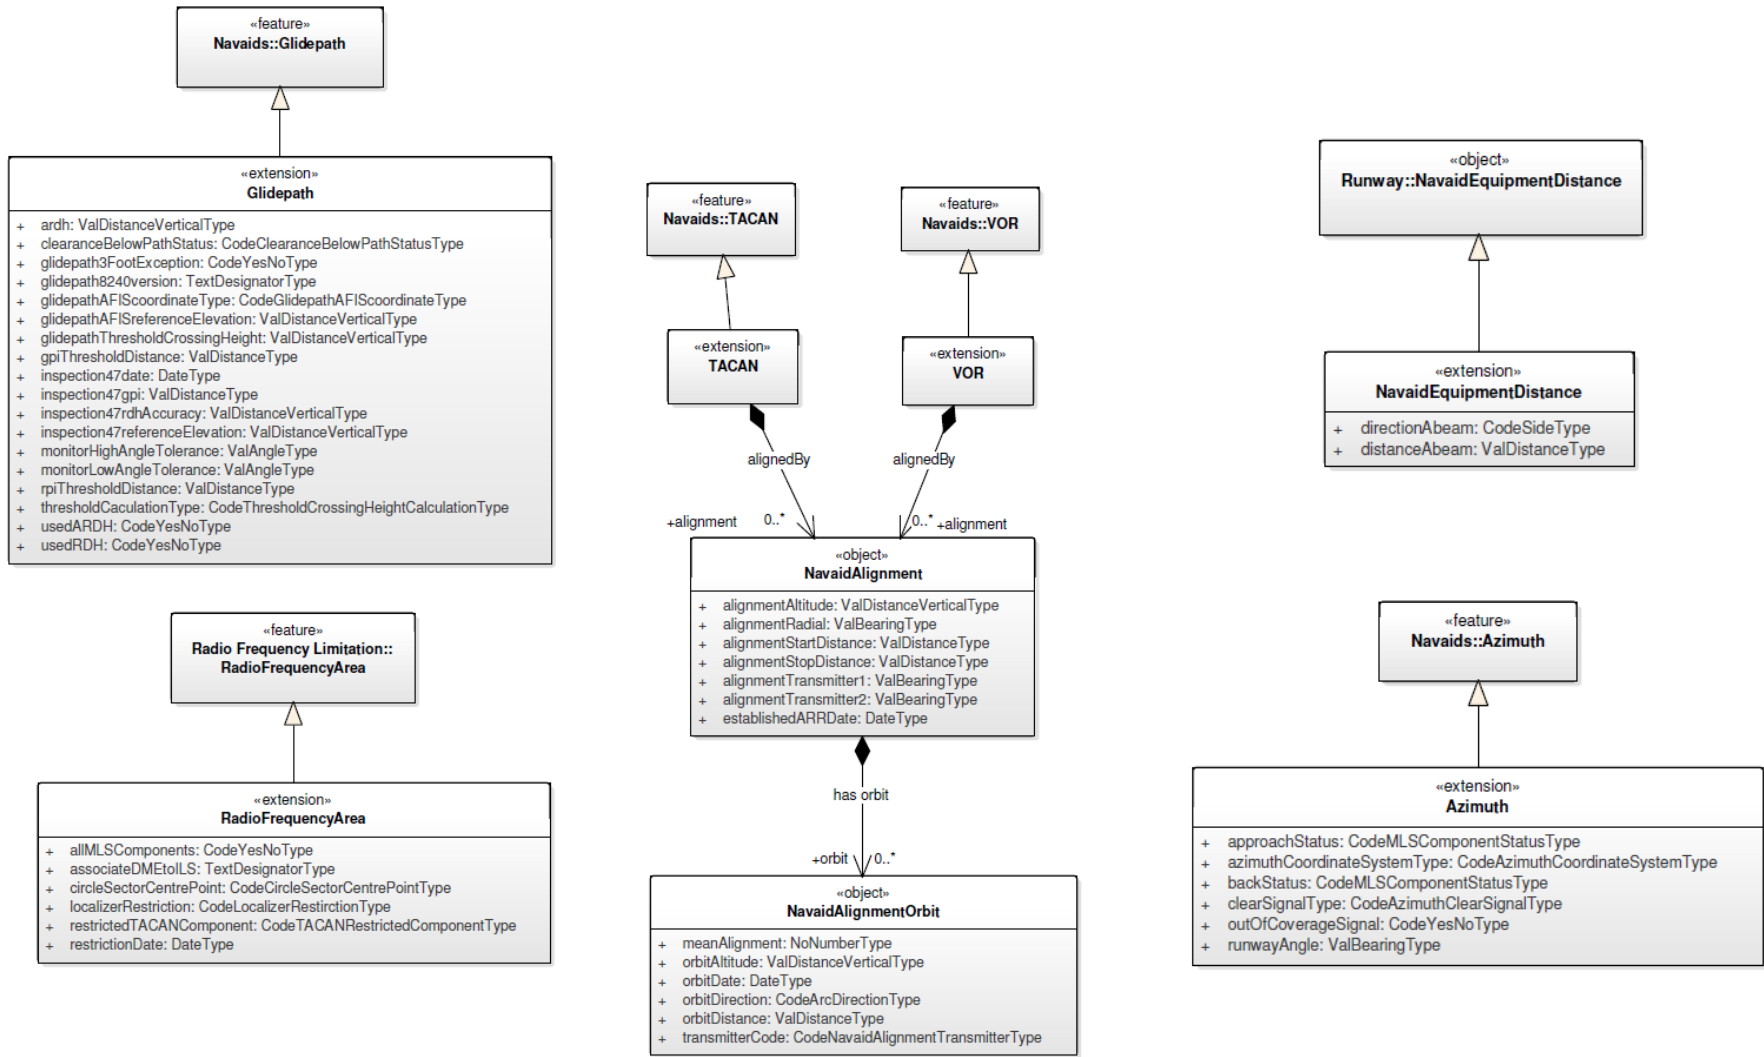 «feature»
Navaids::Glidepath
«extension»
Glidepath
+ ardh: ValDistanceVerticalType
+ clearanceBelowPathStatus: CodeClearanceBelowPathStatusType
+ glidepath3FootException: CodeYesNoType
+ glidepath8240version: TextDesignatorType
+ glidepathAFIScoordinateType: CodeGlidepathAFIScoordinateType
+ glidepathAFISreferenceElevation: ValDistanceVerticalType
+ glidepathThresholdCrossingHeight: ValDistanceVerticalType
+ gpiThresholdDistance: ValDistanceType
+ inspection47date: DateType
+ inspection47gpi: ValDistanceType
+ inspection47rdhAccuracy: ValDistanceVerticalType
+ inspection47referenceElevation: ValDistanceVerticalType
+ monitorHighAngleTolerance: ValAngleType
+ monitorLowAngleTolerance: ValAngleType
+ rpiThresholdDistance: ValDistanceType
+ thresholdCaculationType: CodeThresholdCrossingHeightCalculationType
+ usedARDH: CodeYesNoType
+ usedRDH: CodeYesNoType
«feature»
Radio Frequency Limitation::
RadioFrequencyArea
«extension»
RadioFrequencyArea
+ allMLSComponents: CodeYesNoType
+ associateDMEtoILS: TextDesignatorType
+ circleSectorCentrePoint: CodeCircleSectorCentrePointType
+ localizerRestriction: CodeLocalizerRestirctionType
+ restrictedTACANComponent: CodeTACANRestrictedComponentType
+ restrictionDate: DateType
«feature»
Navaids::TACAN
«feature»
Navaids::VOR
«extension»
TACAN
«extension»
VOR
alignedBy
alignedBy
+alignment 0..*
0..* +alignment
«object»
NavaidAlignment
+ alignmentAltitude: ValDistanceVerticalType
+ alignmentRadial: ValBearingType
+ alignmentStartDistance: ValDistanceType
+ alignmentStopDistance: ValDistanceType
+ alignmentTransmitter1: ValBearingType
+ alignmentTransmitter2: ValBearingType
+ establishedARRDate: DateType
has orbit
+orbit 0..*
«object»
NavaidAlignmentOrbit
+ meanAlignment: NoNumberType
+ orbitAltitude: ValDistanceVerticalType
+ orbitDate: DateType
+ orbitDirection: CodeArcDirectionType
+ orbitDistance: ValDistanceType
+ transmitterCode: CodeNavaidAlignmentTransmitterType
«object»
Runway::NavaidEquipmentDistance
«extension»
NavaidEquipmentDistance
+ directionAbeam: CodeSideType
+ distanceAbeam: ValDistanceType
«feature»
Navaids::Azimuth
«extension»
Azimuth
+ approachStatus: CodeMLSComponentStatusType
+ azimuthCoordinateSystemType: CodeAzimuthCoordinateSystemType
+ backStatus: CodeMLSComponentStatusType
+ clearSignalType: CodeAzimuthClearSignalType
+ outOfCoverageSignal: CodeYesNoType
+ runwayAngle: ValBearingType